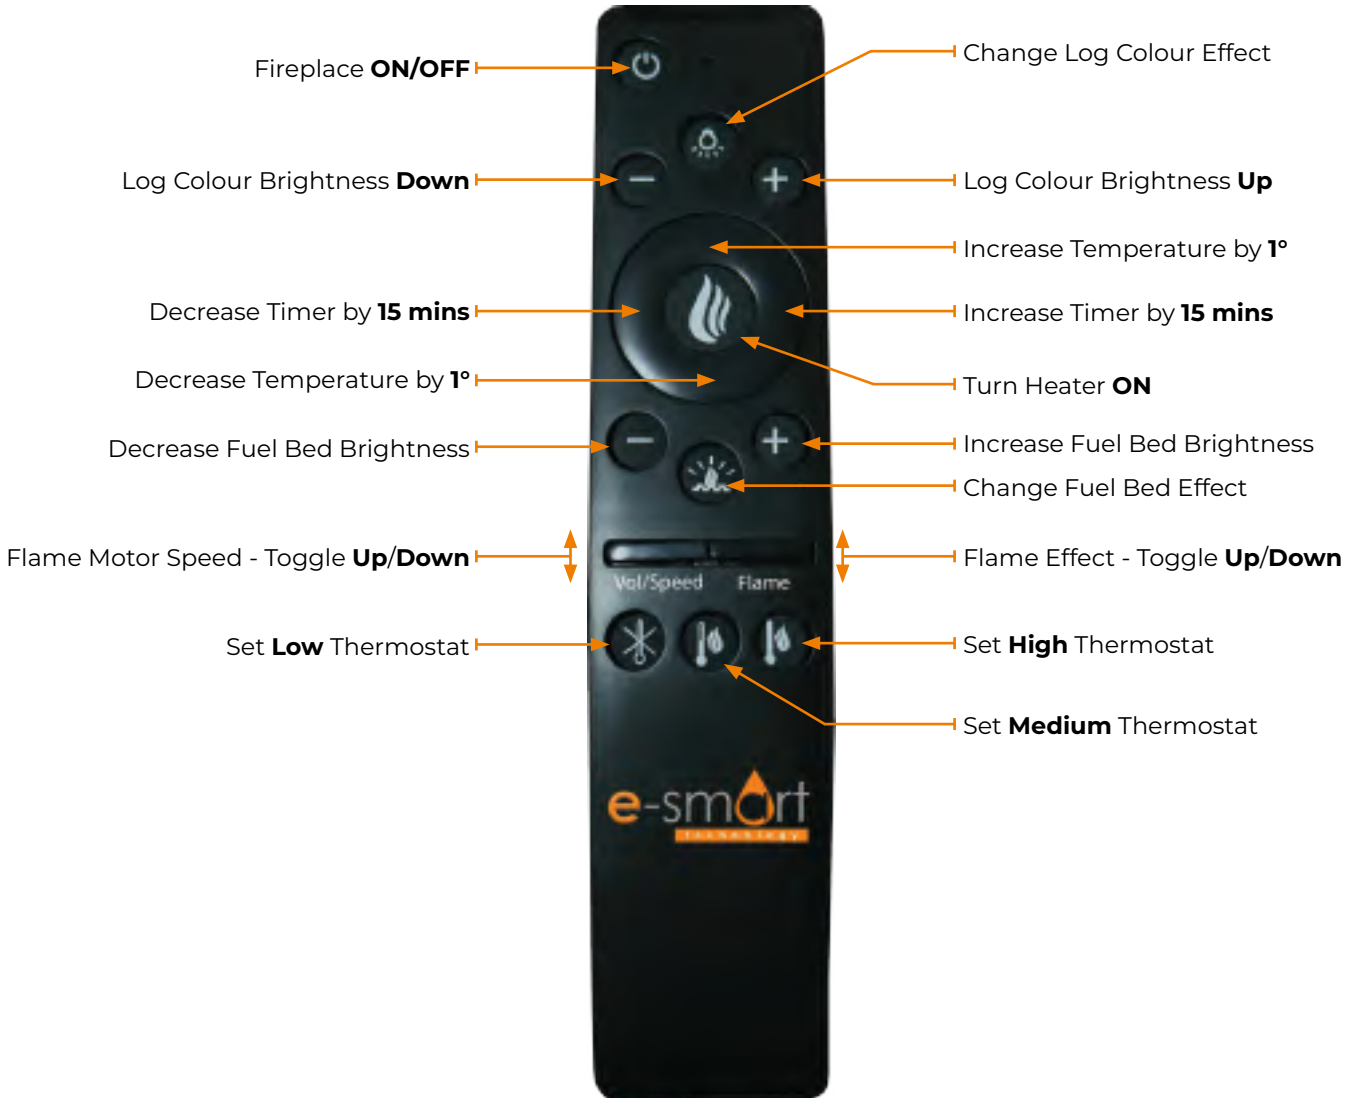 Fireplace ON/OFF
Change Log Colour Effect
Log Colour Brightness Down
Log Colour Brightness Up
Increase Temperature by 1°
Decrease Timer by 15 mins
Increase Timer by 15 mins
Decrease Temperature by 1°
Turn Heater ON
Decrease Fuel Bed Brightness
Increase Fuel Bed Brightness
Change Fuel Bed Effect
Flame Motor Speed - Toggle Up/Down
Flame Effect - Toggle Up/Down
Vol/Speed
Flame
Set Low Thermostat
Set High Thermostat
Set Medium Thermostat
e-smart
technology